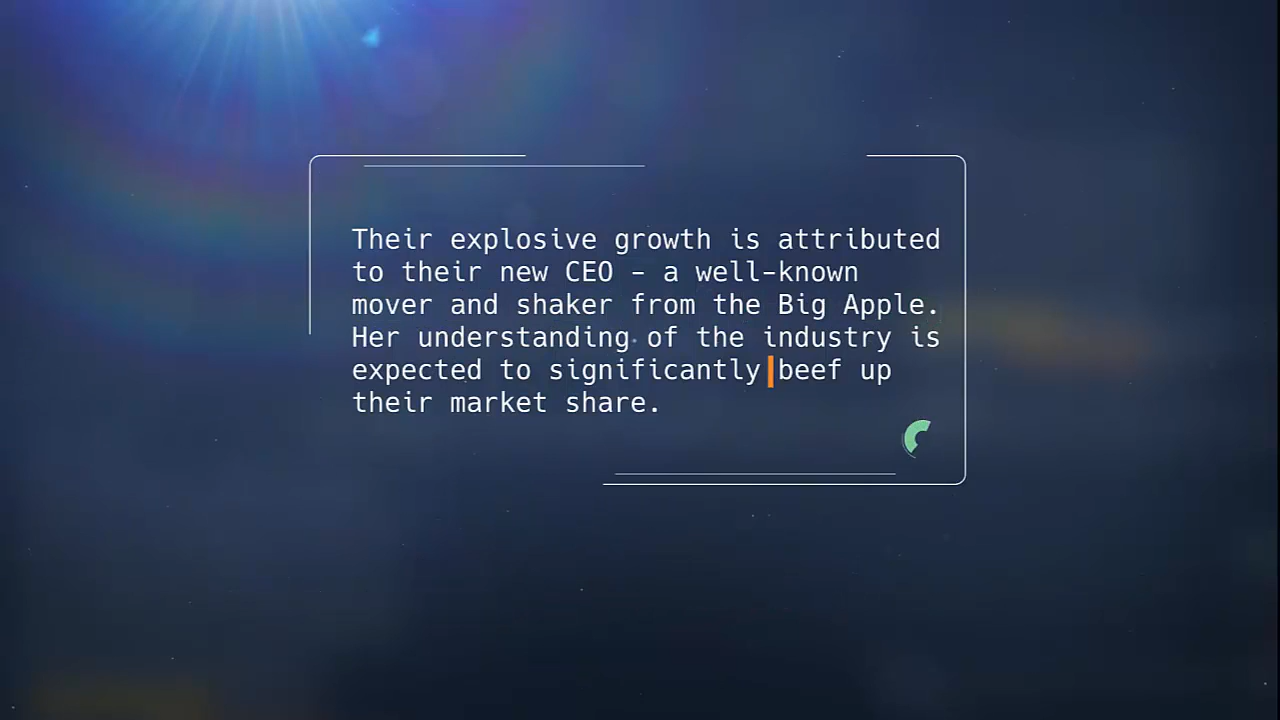 Their explosive growth is attributed
to their new CEO - a well-known
mover and shaker from the Big Apple.
Her understanding of the industry is
expected to significantly beef up
their market share.